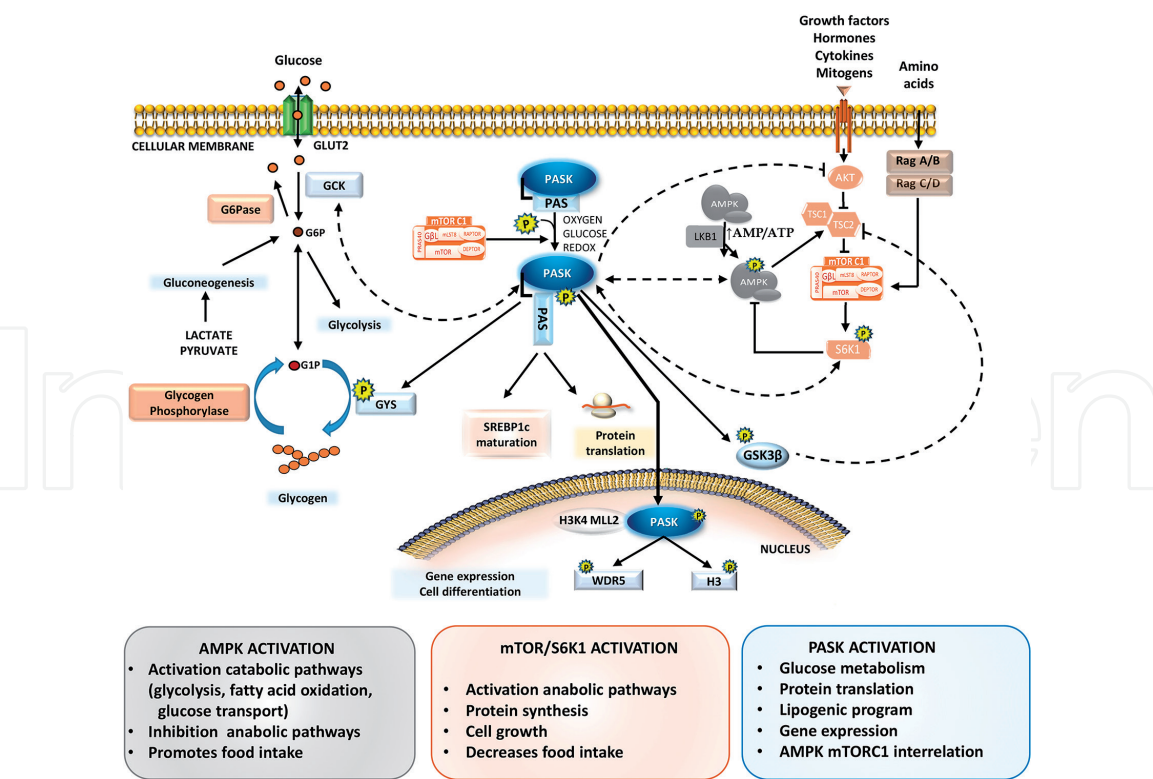 Growth factors
Hormones
Cytokines
Mitogens
Amino
acids
Glucose
CELLULAR MEMBRANE
GLUT2
GCK
G6Pase
G6P
Gluconeogenesis
LACTATE
PYRUVATE
Glycolysis
G1P
Glycogen
Phosphorylase
P
GYS
Glycogen
PASK
PAS
P
OXYGEN
GLUCOSE
REDOX
mTOR C1
PRAS40
GβL
mLST8
RAPTOR
mTOR
DEPTOR
PASK
P
PAS
SREBP1c
maturation
Protein
translation
AMPK
LKB1
↑AMP/ATP
P
AMPK
AKT
TSC1
TSC2
Rag A/B
Rag C/D
mTOR C1
PRAS40
GβL
mLST8
RAPTOR
mTOR
DEPTOR
P
S6K1
P
GSK3β
H3K4 MLL2
PASK
P
NUCLEUS
P
WDR5
P
H3
Gene expression
Cell differentiation
AMPK ACTIVATION
• Activation catabolic pathways
(glycolysis, fatty acid oxidation,
glucose transport)
• Inhibition anabolic pathways
• Promotes food intake
mTOR/S6K1 ACTIVATION
• Activation anabolic pathways
• Protein synthesis
• Cell growth
• Decreases food intake
PASK ACTIVATION
• Glucose metabolism
• Protein translation
• Lipogenic program
• Gene expression
• AMPK mTORC1 interrelation